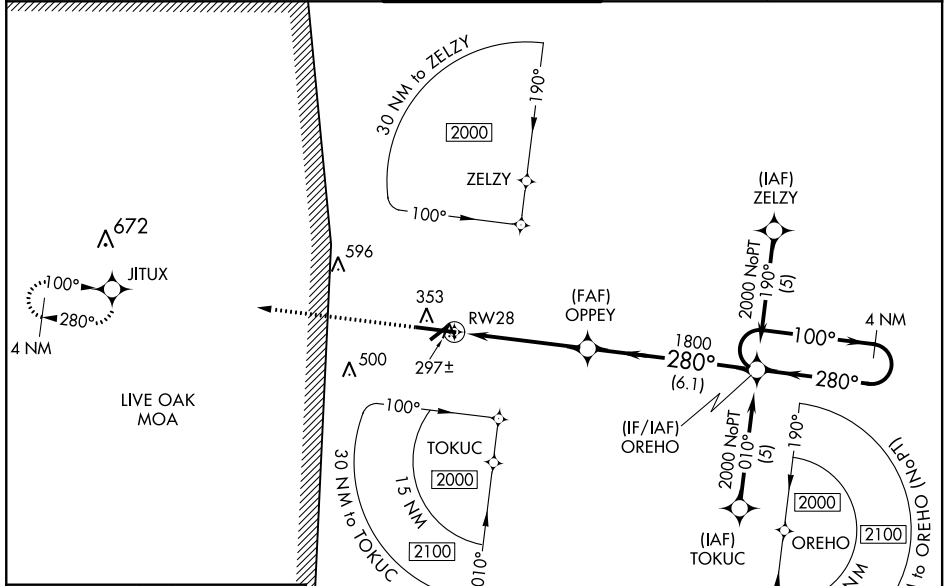 30 NM to ZELZY
190°
2000
ZELZY
100°
672
100°
JITUX
280°
4 NM
596
353
RW28
297±
500
LIVE OAK
MOA
(FAF)
OPPEY
1800
280°
(6.1)
(IAF)
ZELZY
2000 NoPT
190°
(5)
100°
4 NM
280°
(IF/IAF)
OREHO
2000 NoPT
010°
(5)
(IAF)
TOKUC
100°
TOKUC
2000
15 NM
30 NM to TOKUC
2100
010°
190°
2000
OREHO
2100
NM
to OREHO (NoPT)